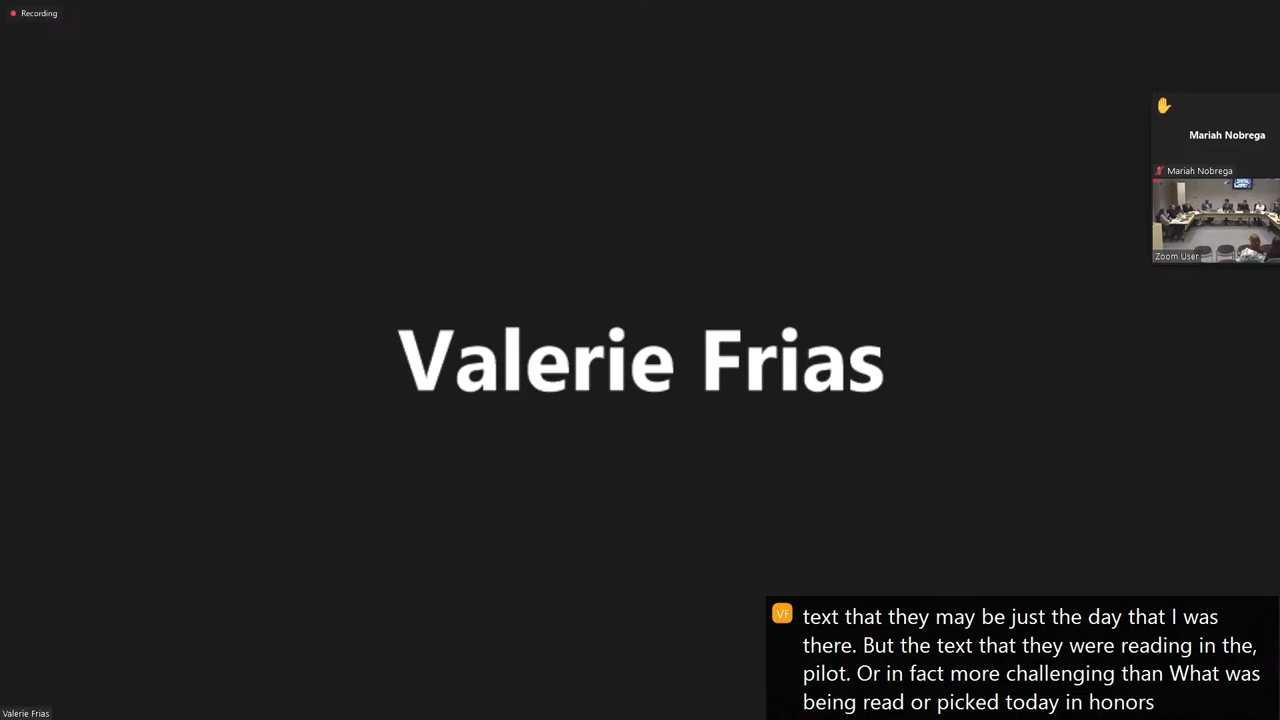 Recording
Mariah Nobrega
Mariah Nobrega
Zoom User
Valerie Frias
VF
text that they may be just the day that I was
there. But the text that they were reading in the,
pilot. Or in fact more challenging than What was
being read or picked today in honors
Valerie Frias